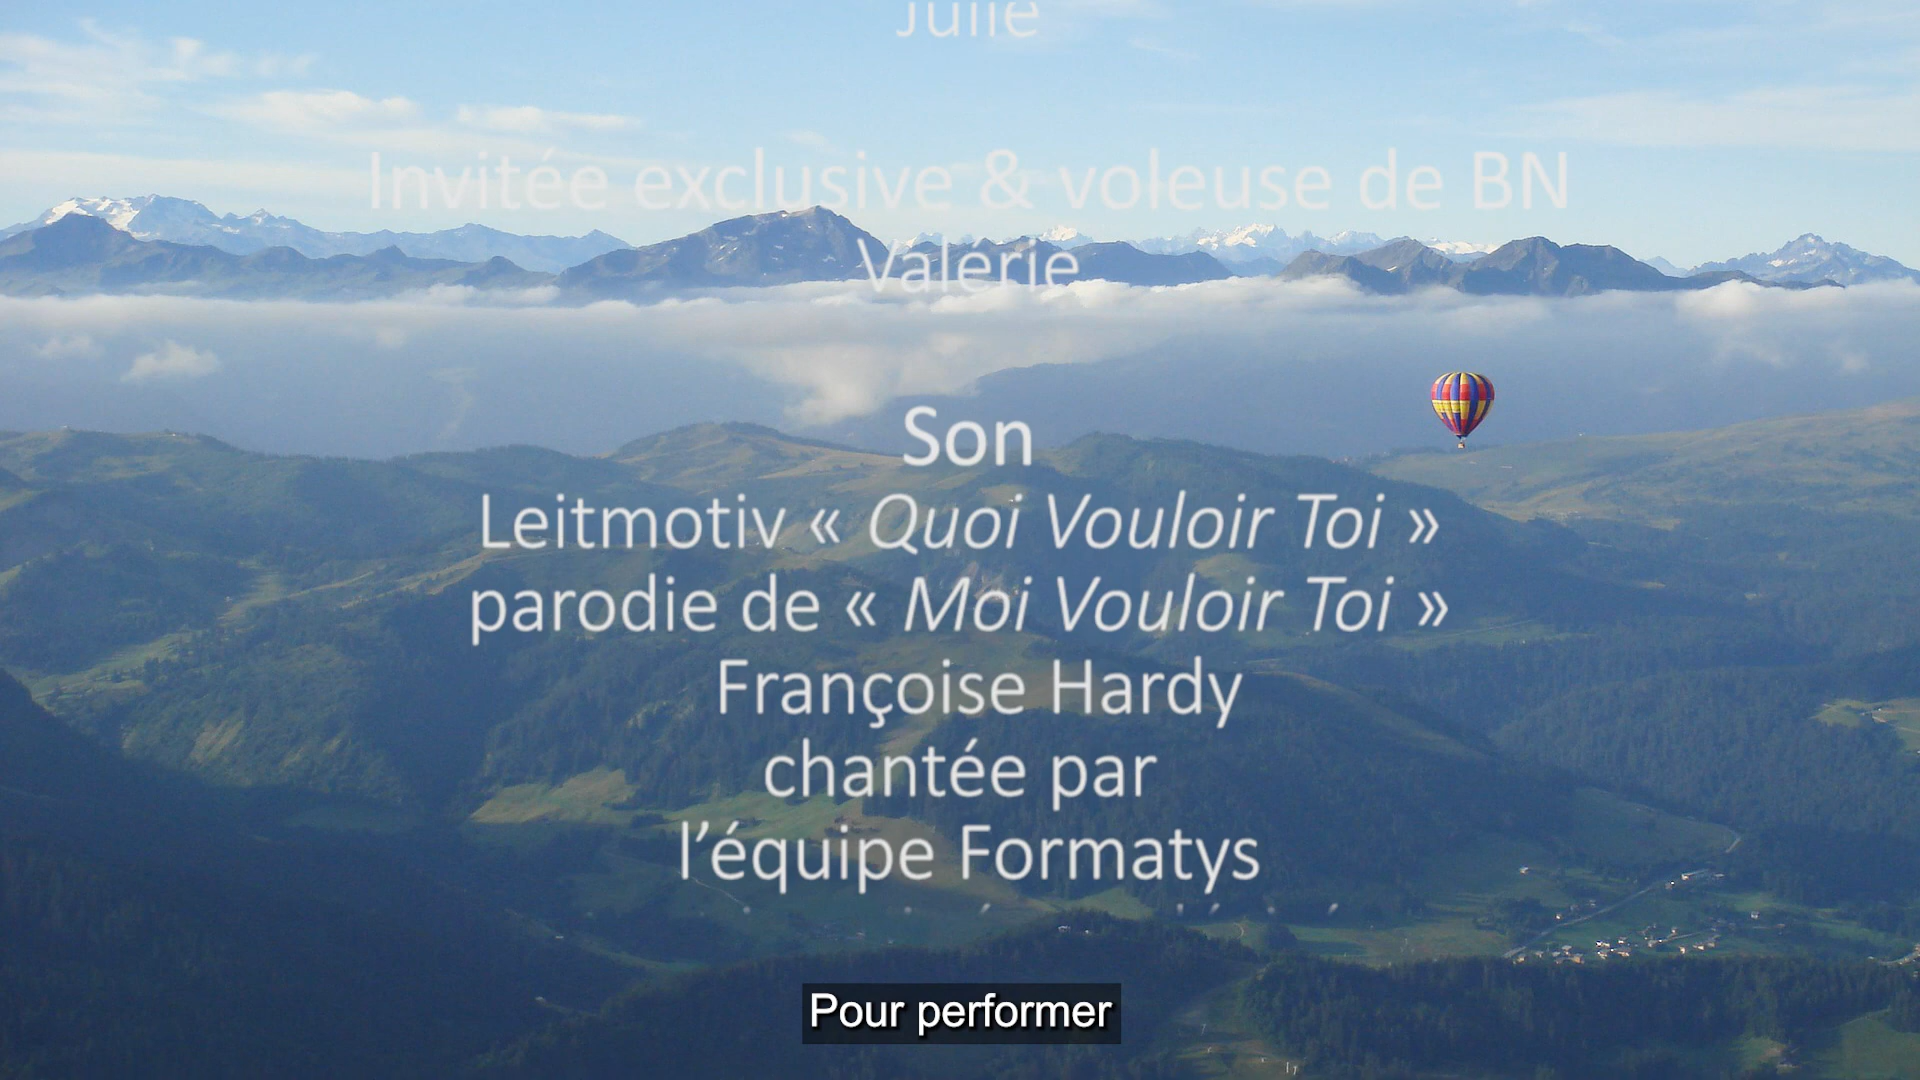 Julie
Invitée exclusive & voleuse de BN
Valérie
Son
Leitmotiv « Quoi Vouloir Toi »
parodie de « Moi Vouloir Toi »
Françoise Hardy
chantée par
l’équipe Formatys
Pour performer